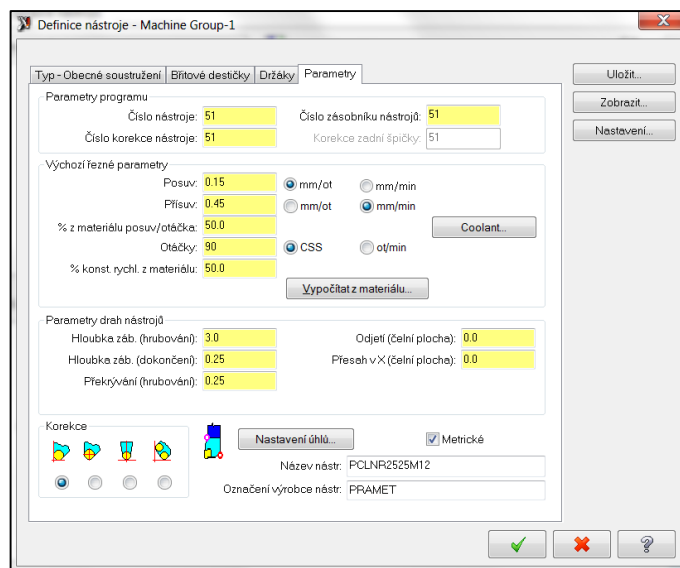 Definice nástroje - Machine Group-1
Typ - Obecné soustružení Břitové destičky Držáky Parametry
Uložit...
Zobrazit...
Nastavení...
Parametry programu
Číslo nástroje: 51 Číslo zásobníku nástrojů: 51
Číslo korekce nástroje: 51 Korekce zadní špičky: 51
Výchozí řezné parametry
Posuv: 0.15 mm/ot mm/min
Přísuv: 0.45 mm/ot mm/min
% z materiálu posuv/otáčka: 50.0 Coolant...
Otáčky: 90 CSS ot/min
% konst. rychl. z materiálu: 50.0
Vypočítat z materiálu...
Parametry drah nástrojů
Hloubka záb. (hrubování): 3.0 Odjetí (čelní plocha): 0.0
Hloubka záb. (dokončení): 0.25 Přesah v X (čelní plocha): 0.0
Překrývání (hrubování): 0.25
Korekce
Nastavení úhlů... Metrické
Název nástr: PCLNR2525M12
Označení výrobce nástr: PRAMET